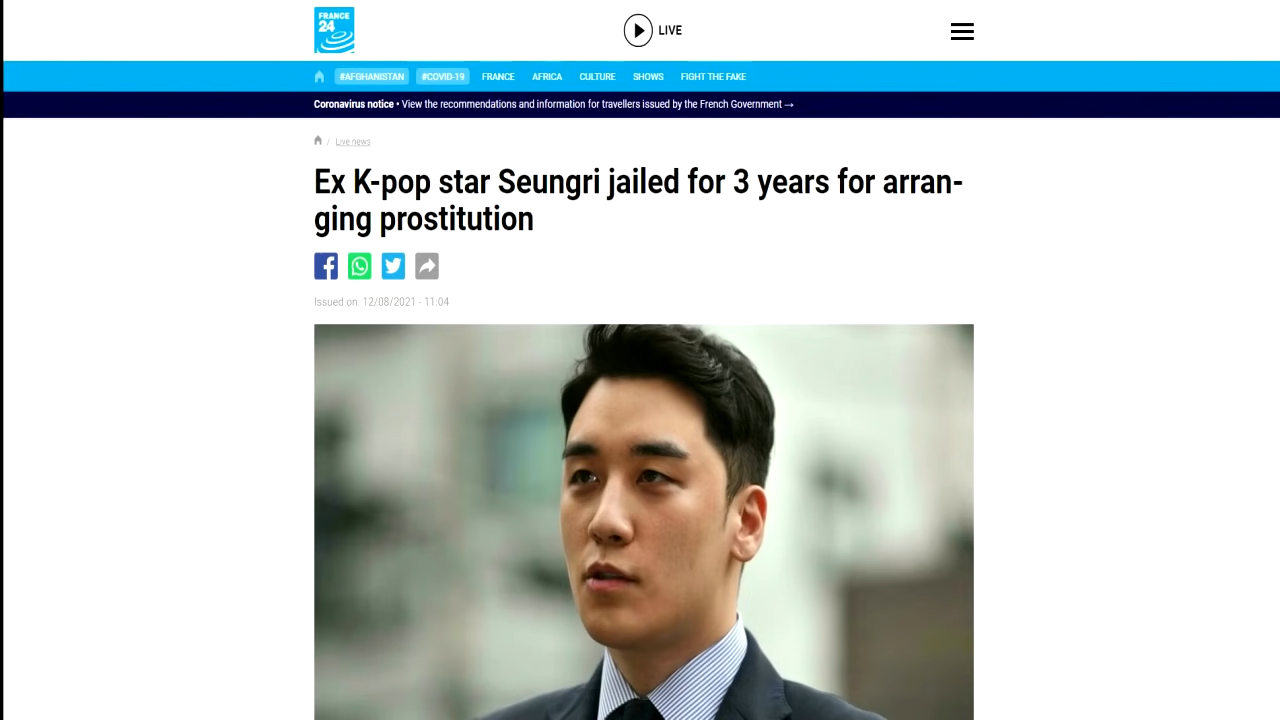 FRANCE
24
LIVE
#AFGHANISTAN #COVID-19 FRANCE AFRICA CULTURE SHOWS FIGHT THE FAKE
Coronavirus notice • View the recommendations and information for travellers issued by the French Government →
/ Live news
Ex K-pop star Seungri jailed for 3 years for arran-
ging prostitution
Issued on: 12/08/2021 - 11:04